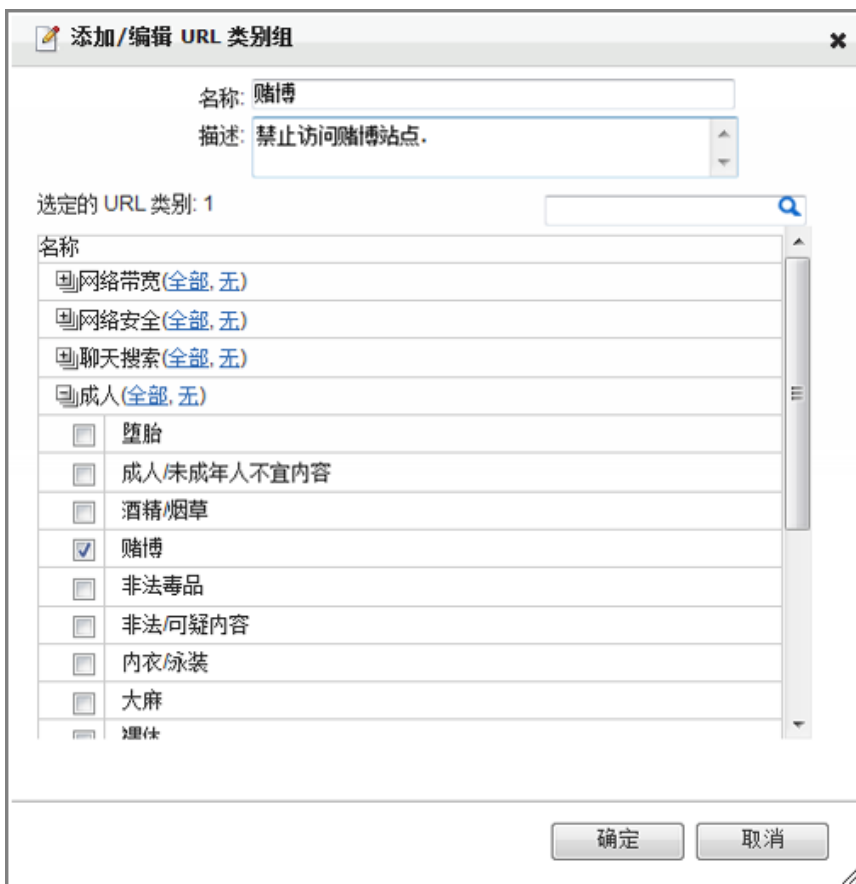 添加/编辑 URL 类别组
名称: 赌博
描述: 禁止访问赌博站点.
选定的 URL 类别: 1
名称
网络带宽(全部, 无)
网络安全(全部, 无)
聊天搜索(全部, 无)
成人(全部, 无)
堕胎
成人/未成年人不宜内容
酒精/烟草
赌博
非法毒品
非法/可疑内容
内衣/泳装
大麻
裸体
确定 取消